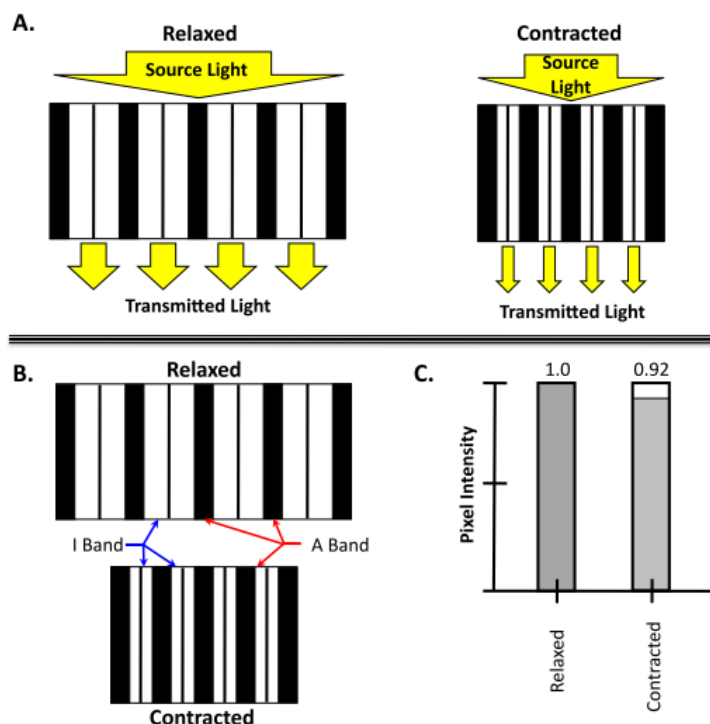 A.
Relaxed
Contracted
Source Light
Source
Light
Transmitted Light
Transmitted Light
B.
Relaxed
I Band
A Band
Contracted
C.
1.0
0.92
Pixel Intensity
Relaxed
Contracted